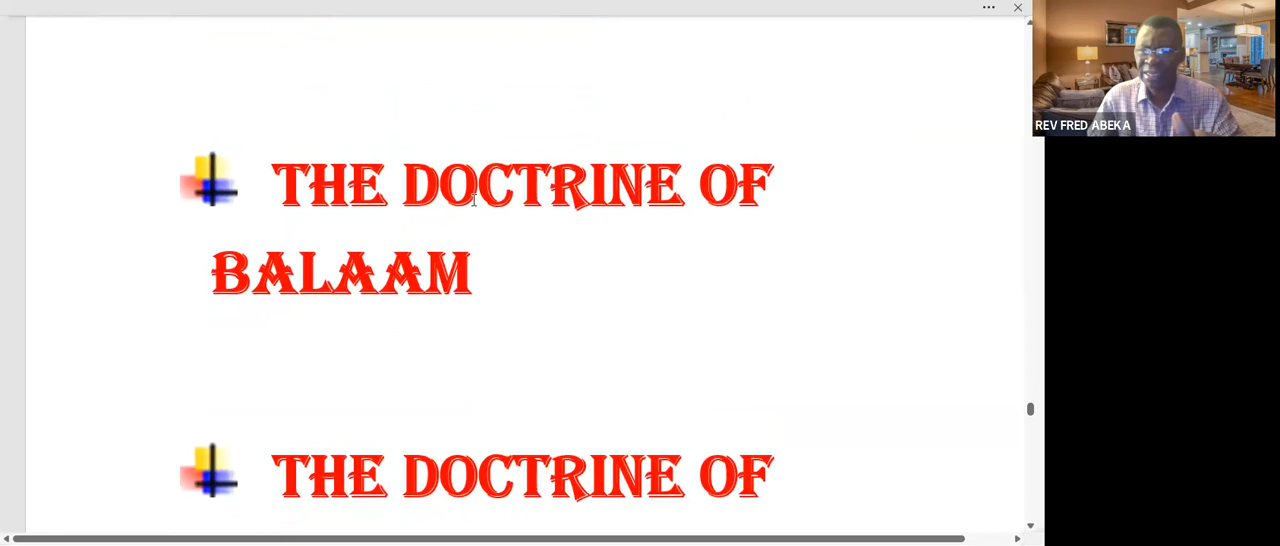 REV FRED ABEKA
THE DOCTRINE OF
BALAAM
THE DOCTRINE OF